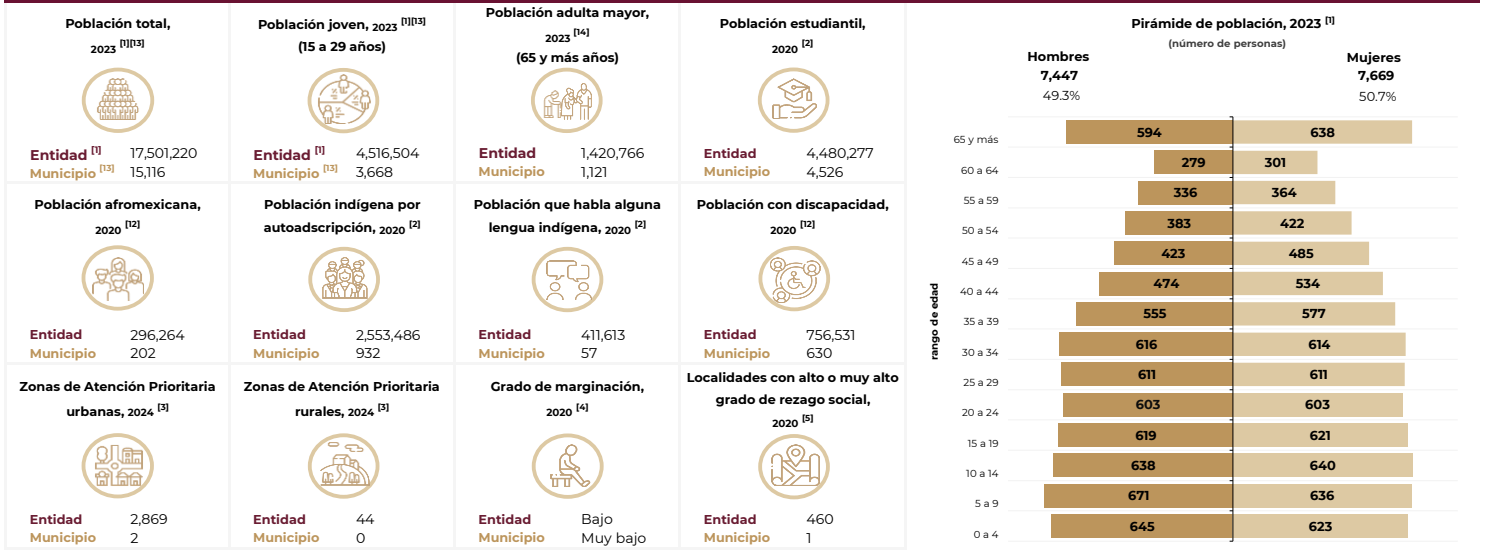 Población total,
2023 [1][13]
Entidad [1] 17,501,220
Municipio [13] 15,116
Población joven, 2023 [1][13]
(15 a 29 años)
Entidad [1] 4,516,504
Municipio [13] 3,668
Población adulta mayor,
2023 [14]
(65 y más años)
Entidad 1,420,766
Municipio 1,121
Población estudiantil,
2020 [2]
Entidad 4,480,277
Municipio 4,526
Población afromexicana,
2020 [12]
Entidad 296,264
Municipio 202
Población indígena por
autoadscripción, 2020 [2]
Entidad 2,553,486
Municipio 932
Población que habla alguna
lengua indígena, 2020 [2]
Entidad 411,613
Municipio 57
Población con discapacidad,
2020 [12]
Entidad 756,531
Municipio 630
Zonas de Atención Prioritaria
urbanas, 2024 [3]
Entidad 2,869
Municipio 2
Zonas de Atención Prioritaria
rurales, 2024 [3]
Entidad 44
Municipio 0
Grado de marginación,
2020 [4]
Entidad Bajo
Municipio Muy bajo
Localidades con alto o muy alto
grado de rezago social,
2020 [5]
Entidad 460
Municipio 1
Pirámide de población, 2023 [1]
(número de personas)
Hombres Mujeres
7,447 7,669
49.3% 50.7%
rango de edad
65 y más 594 638
60 a 64 279 301
55 a 59 336 364
50 a 54 383 422
45 a 49 423 485
40 a 44 474 534
35 a 39 555 577
30 a 34 616 614
25 a 29 611 611
20 a 24 603 603
15 a 19 619 621
10 a 14 638 640
5 a 9 671 636
0 a 4 645 623